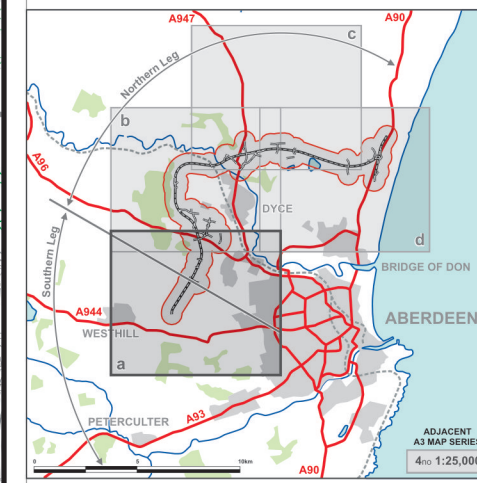 A947
A90
c
Northern Leg
b
A96
DYCE
Southern Leg
d
BRIDGE OF DON
A944
ABERDEEN
WESTHILL
a
PETERCULTER
A93
ADJACENT
A3 MAP SERIES
4no 1:25,000
0 5 10km
A90